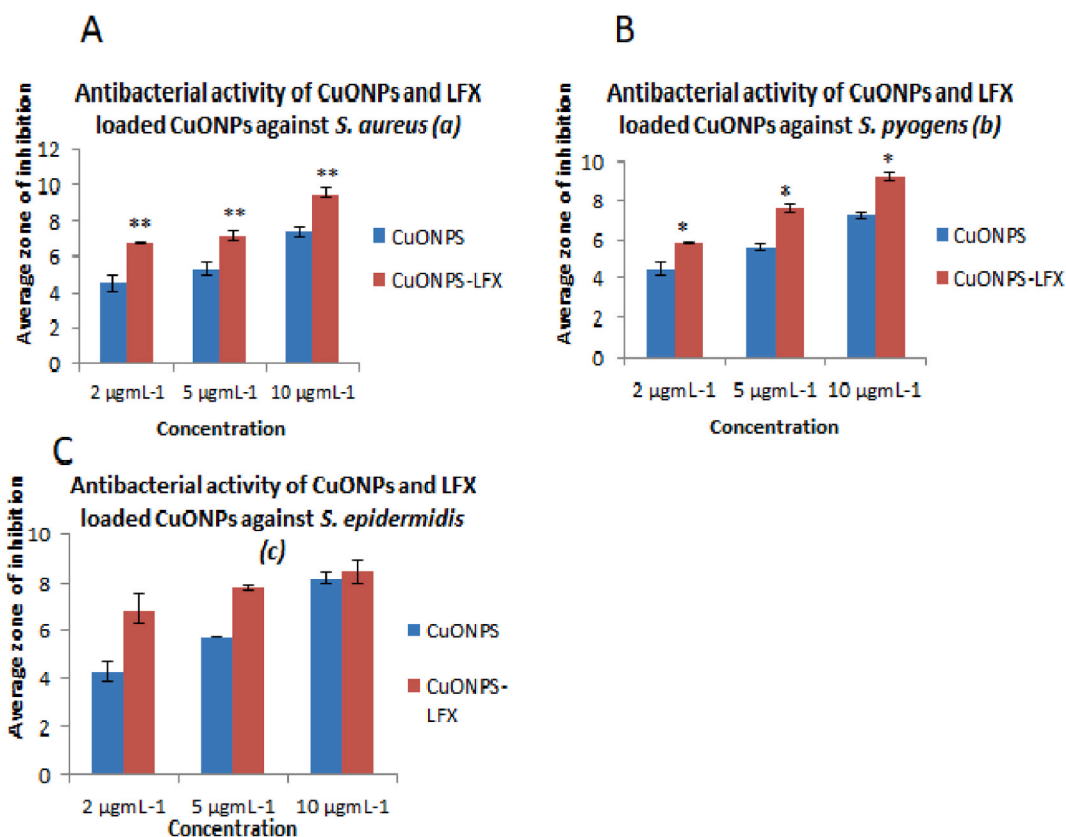 A
Antibacterial activity of CuONPs and LFX
loaded CuONPs against S. aureus (a)
Average zone of inhibition
12
10
8
6
4
2
0
**
**
**
2 µgmL-1
5 µgmL-1
10 µgmL-1
Concentration
CuONPS
CuONPS-LFX
B
Antibacterial activity of CuONPs and LFX
loaded CuONPs against S. pyogens (b)
Average zone of inhibition
10
8
6
4
2
0
*
*
*
2 µgmL-1
5 µgmL-1
10 µgmL-1
Concentration
CuONPS
CuONPS-LFX
C
Antibacterial activity of CuONPs and LFX
loaded CuONPs against S. epidermidis
(c)
Average zone of inhibition
10
8
6
4
2
0
2 µgmL-1
5 µgmL-1
10 µgmL-1
Concentration
CuONPS
CuONPS-
LFX